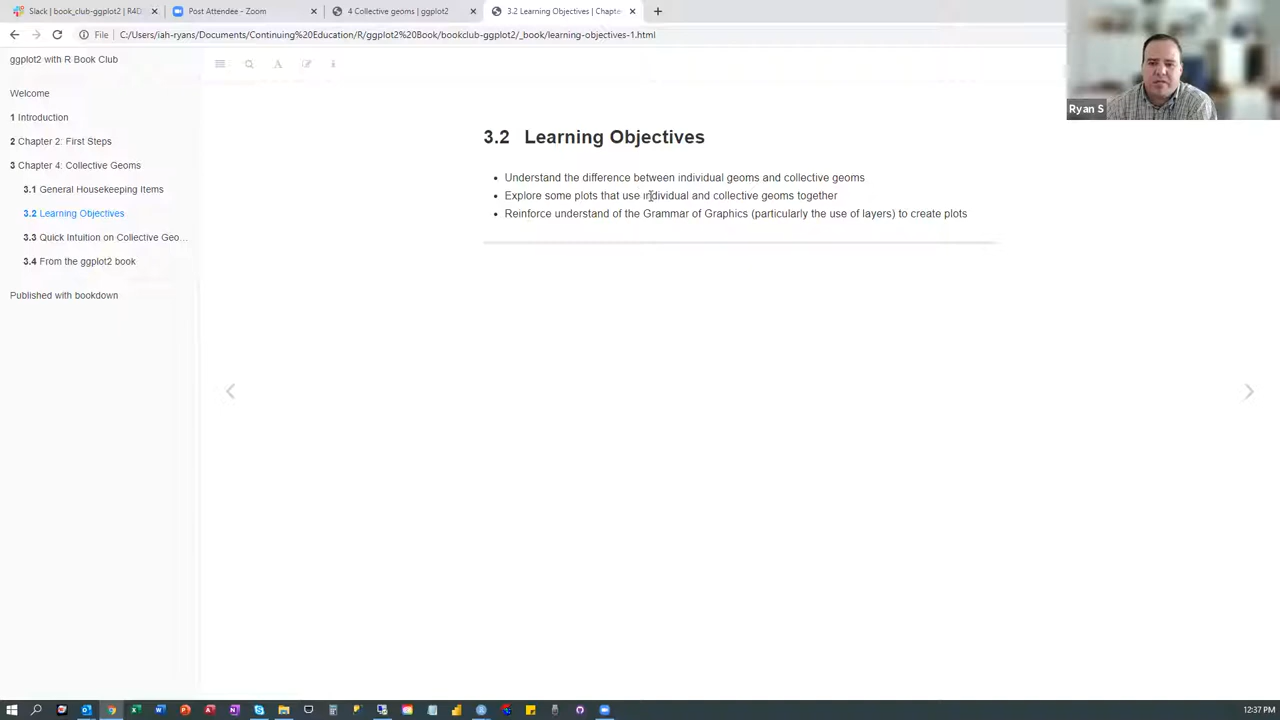 Slack | book_club-ggplot | R4D
Post Attendee - Zoom
4 Collective geoms | ggplot2
3.2 Learning Objectives | Chapte
File
C:/Users/iah-ryans/Documents/Continuing%20Education/R/ggplot2%20Book/bookclub-ggplot2/_book/learning-objectives-1.html
ggplot2 with R Book Club
Welcome
1 Introduction
2 Chapter 2: First Steps
3 Chapter 4: Collective Geoms
3.1 General Housekeeping Items
3.2 Learning Objectives
3.3 Quick Intuition on Collective Geo...
3.4 From the ggplot2 book
Published with bookdown
3.2 Learning Objectives
• Understand the difference between individual geoms and collective geoms
• Explore some plots that use individual and collective geoms together
• Reinforce understand of the Grammar of Graphics (particularly the use of layers) to create plots
Ryan S
12:37 PM